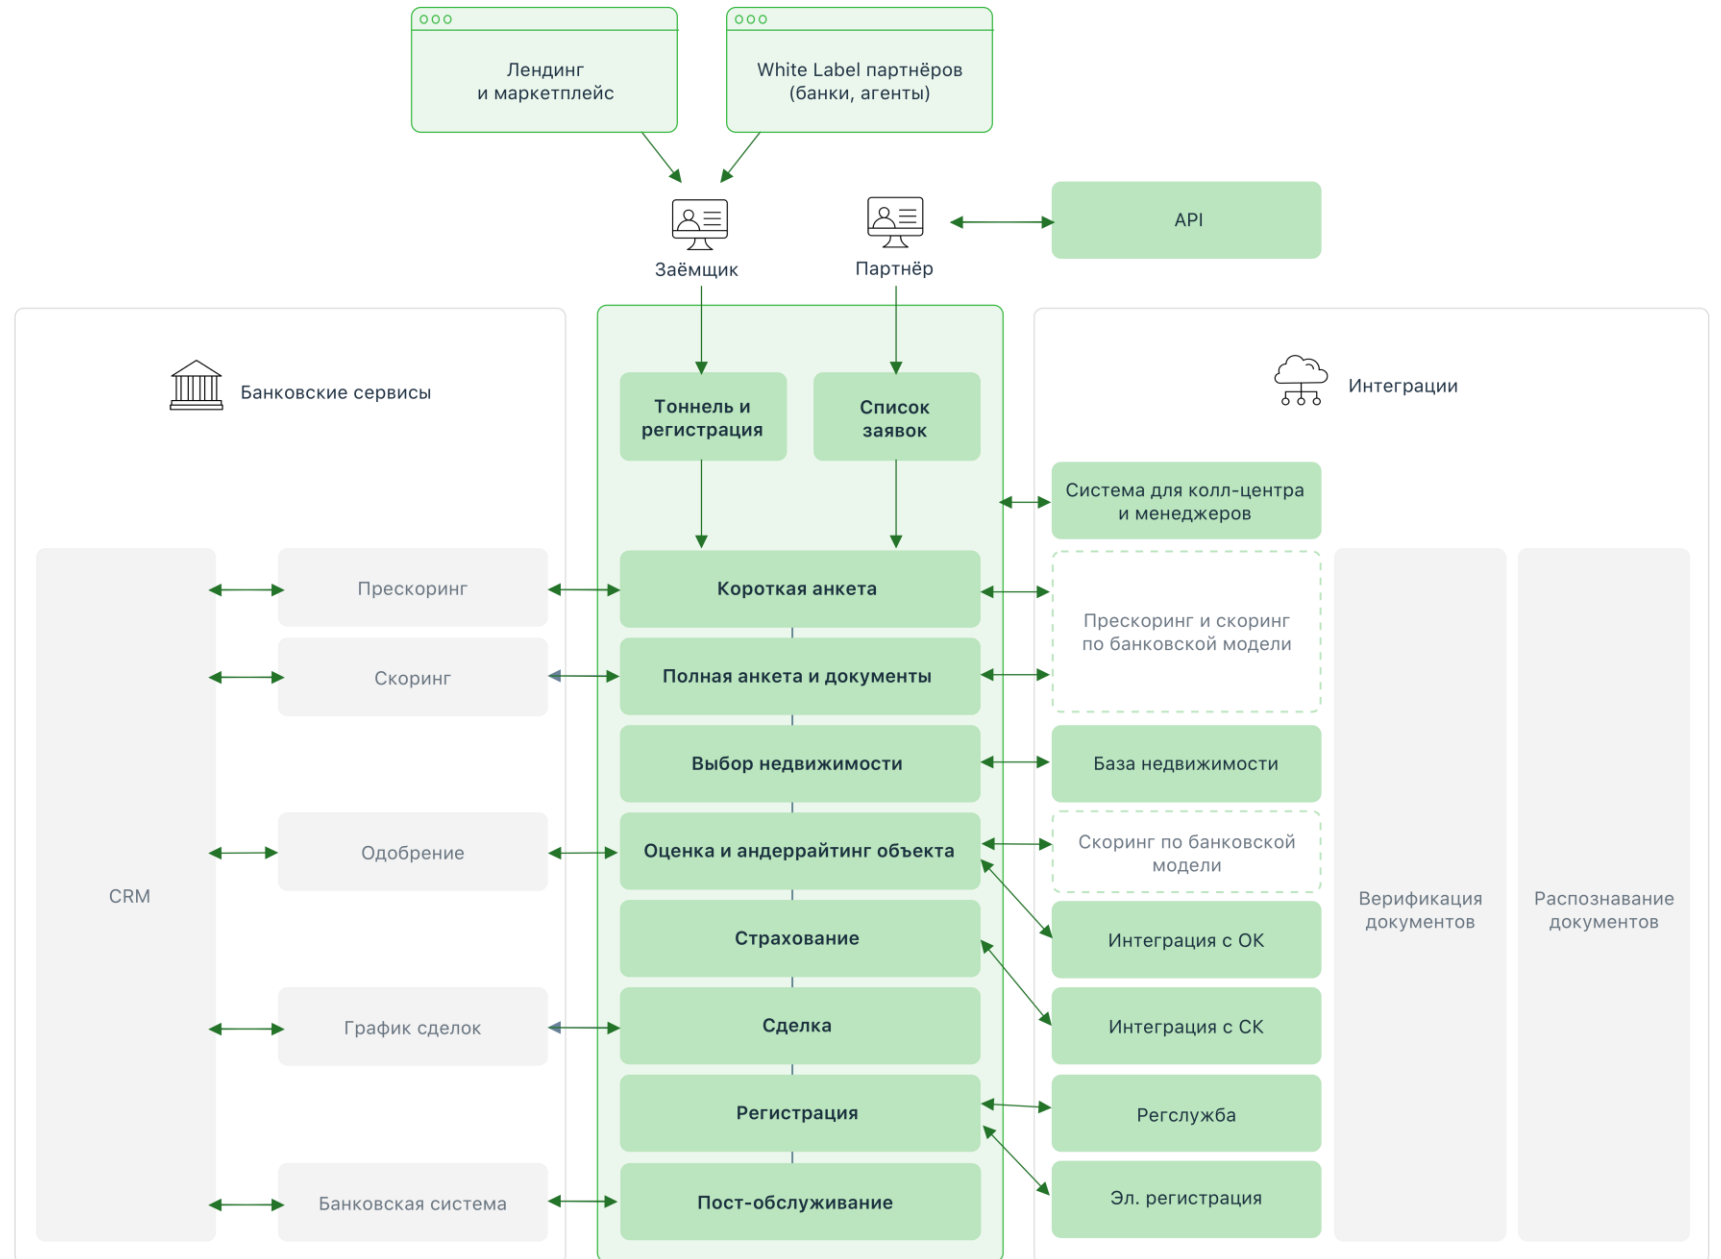 Лендинг
и маркетплейс
White Label партнёров
(банки, агенты)
API
Заёмщик
Партнёр
Банковские сервисы
Интеграции
Тоннель и
регистрация
Список
заявок
Система для колл-центра
и менеджеров
Прескоринг
Короткая анкета
Прескоринг и скоринг
по банковской модели
Скоринг
Полная анкета и документы
Выбор недвижимости
База недвижимости
Одобрение
Оценка и андеррайтинг объекта
Скоринг по банковской
модели
CRM
Верификация
документов
Распознавание
документов
Страхование
Интеграция с ОК
График сделок
Сделка
Интеграция с СК
Регистрация
Регслужба
Банковская система
Пост-обслуживание
Эл. регистрация